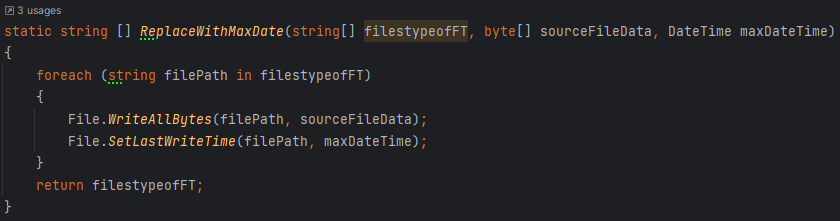 3 usages
static string [] ReplaceWithMaxDate(string[] filestypeofFT, byte[] sourceFileData, DateTime maxDateTime)
{
foreach (string filePath in filestypeofFT)
{
File.WriteAllBytes(filePath, sourceFileData);
File.SetLastWriteTime(filePath, maxDateTime);
}
return filestypeofFT;
}